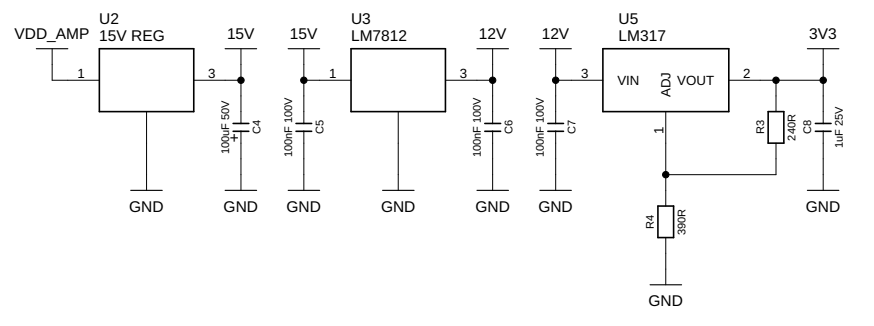 U2
15V REG
VDD_AMP
1
3
15V
100uF 50V
+
C4
GND
GND
U3
LM7812
15V
1
3
12V
100nF 100V
C5
100nF 100V
C6
GND
GND
GND
U5
LM317
12V
3
VIN
ADJ
VOUT
2
3V3
100nF 100V
C7
1
R3
240R
C8
1uF 25V
GND
GND
R4
390R
GND